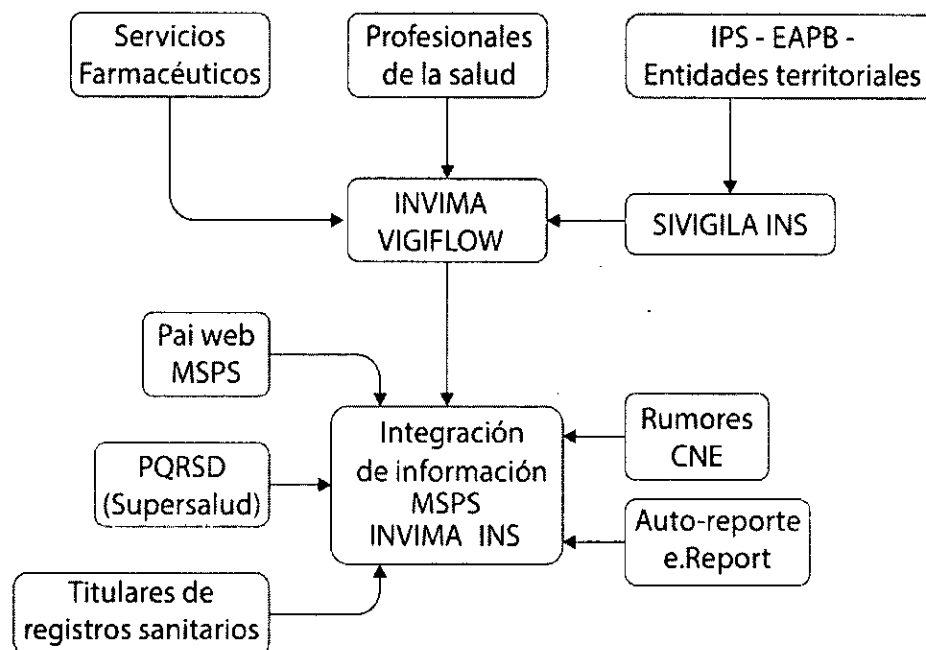 Servicios
Farmacéuticos
Profesionales
de la salud
IPS - EAPB -
Entidades territoriales
INVIMA
VIGIFLOW
SIVIGILA INS
Pai web
MSPS
Integración
de información
MSPS
INVIMA INS
Rumores
CNE
PQRSD
(Supersalud)
Auto-reporte
e.Report
Titulares de
registros sanitarios